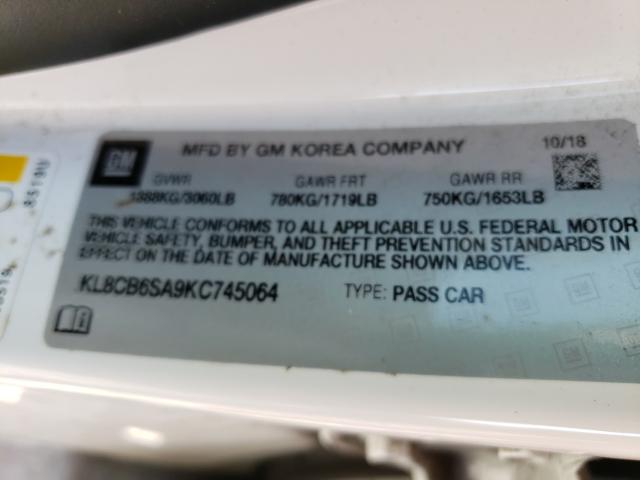 GM
MFD BY GM KOREA COMPANY 10/18
GVWR GAWR FRT GAWR RR
1388KG/3060LB 780KG/1719LB 750KG/1653LB
THIS VEHICLE CONFORMS TO ALL APPLICABLE U.S. FEDERAL MOTOR
VEHICLE SAFETY, BUMPER, AND THEFT PREVENTION STANDARDS IN
EFFECT ON THE DATE OF MANUFACTURE SHOWN ABOVE.
KL8CB6SA9KC745064 TYPE: PASS CAR